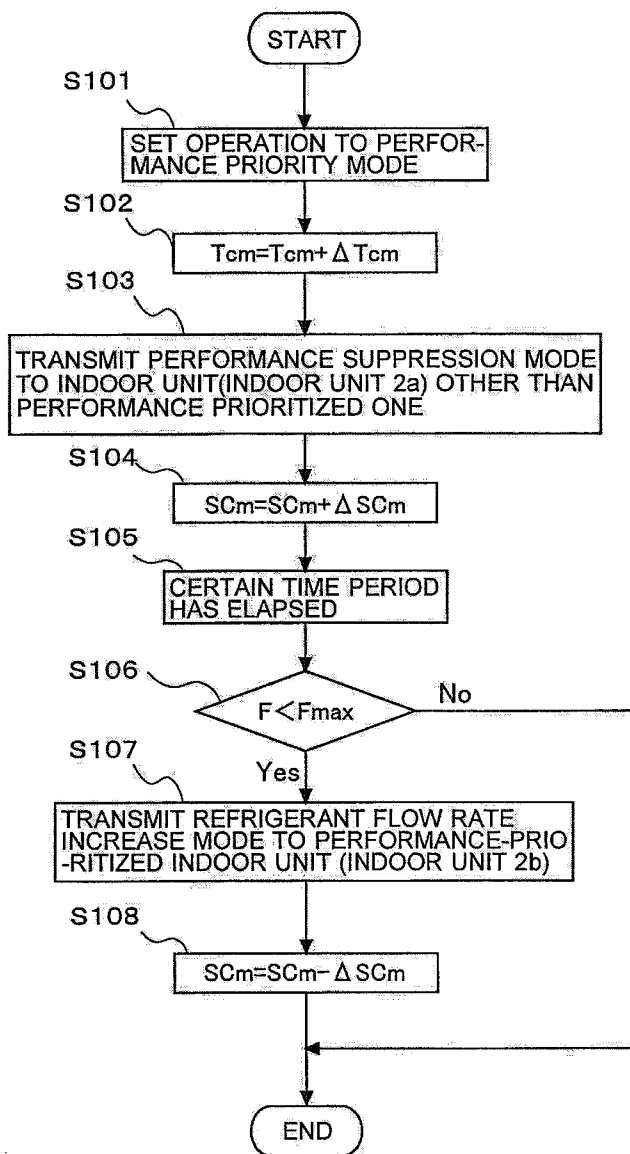 START
S101
SET OPERATION TO PERFOR-
MANCE PRIORITY MODE
S102
Tcm=Tcm+ΔTcm
S103
TRANSMIT PERFORMANCE SUPPRESSION MODE
TO INDOOR UNIT(INDOOR UNIT 2a) OTHER THAN
PERFORMANCE PRIORITIZED ONE
S104
SCm=SCm+ΔSCm
S105
CERTAIN TIME PERIOD
HAS ELAPSED
S106
F<Fmax
No
Yes
S107
TRANSMIT REFRIGERANT FLOW RATE
INCREASE MODE TO PERFORMANCE-PRIO
-RITIZED INDOOR UNIT (INDOOR UNIT 2b)
S108
SCm=SCm-ΔSCm
END